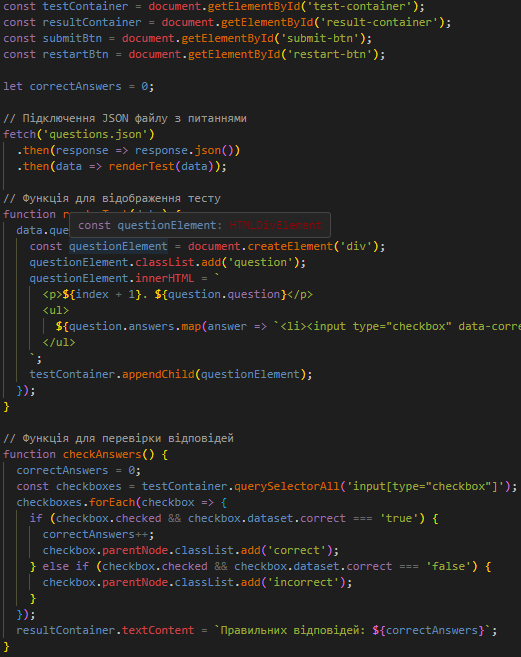 const testContainer = document.getElementById('test-container');
const resultContainer = document.getElementById('result-container');
const submitBtn = document.getElementById('submit-btn');
const restartBtn = document.getElementById('restart-btn');
let correctAnswers = 0;
// Підключення JSON файлу з питаннями
fetch('questions.json')
.then(response => response.json())
.then(data => renderTest(data));
// Функція для відображення тесту
function
const questionElement: HTMLDivElement
data.que
const questionElement = document.createElement('div');
questionElement.classList.add('question');
questionElement.innerHTML = `
<p>${index + 1}. ${question.question}</p>
<ul>
${question.answers.map(answer => `<li><input type="checkbox" data-corre
</ul>
`;
testContainer.appendChild(questionElement);
});
}
// Функція для перевірки відповідей
function checkAnswers() {
correctAnswers = 0;
const checkboxes = testContainer.querySelectorAll('input[type="checkbox"]');
checkboxes.forEach(checkbox => {
if (checkbox.checked && checkbox.dataset.correct === 'true') {
correctAnswers++;
checkbox.parentNode.classList.add('correct');
} else if (checkbox.checked && checkbox.dataset.correct === 'false') {
checkbox.parentNode.classList.add('incorrect');
}
});
resultContainer.textContent = `Правильних відповідей: ${correctAnswers}`;
}